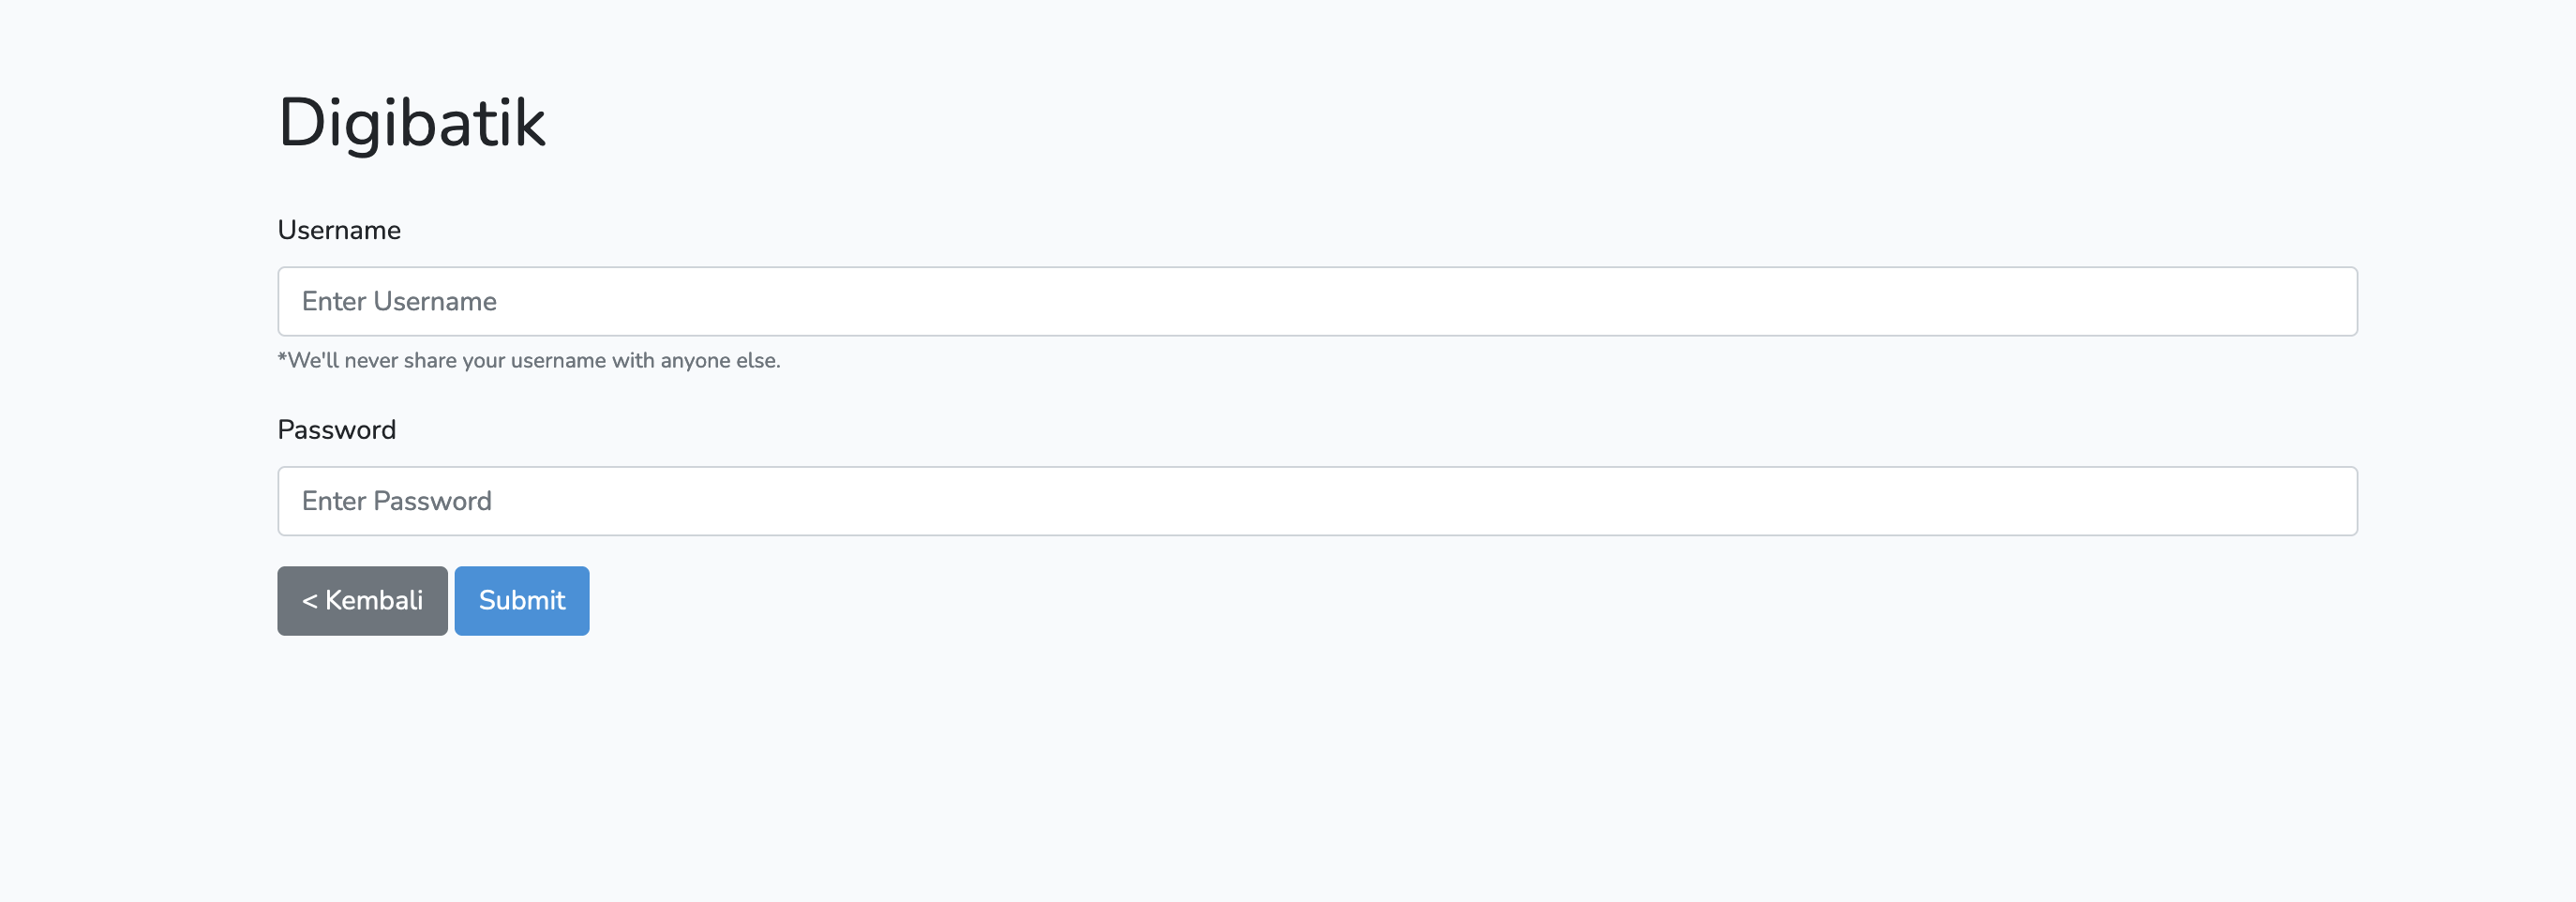 Digibatik
Username
Enter Username
*We'll never share your username with anyone else.
Password
Enter Password
< Kembali Submit